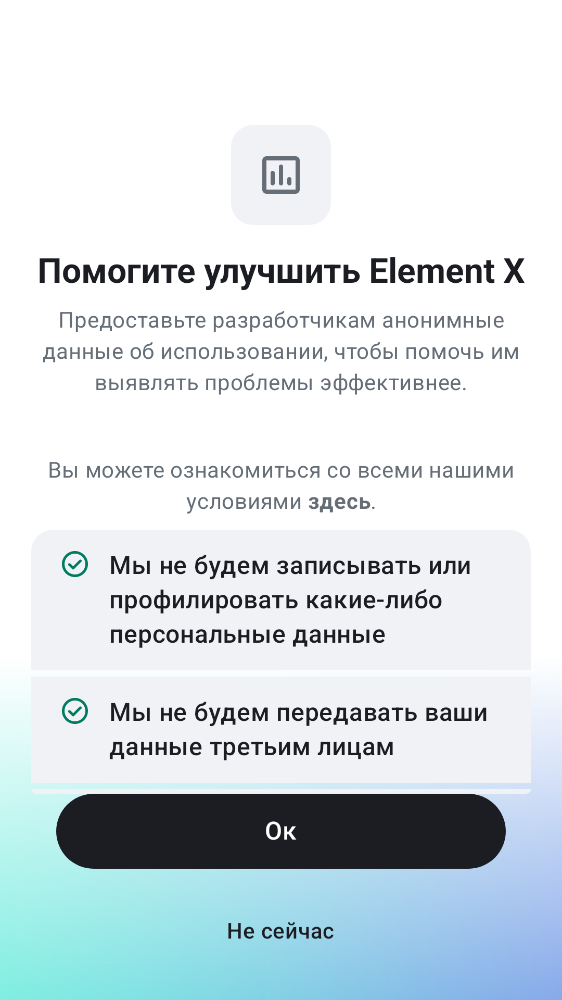 Помогите улучшить Element X
Предоставьте разработчикам анонимные
данные об использовании, чтобы помочь им
выявлять проблемы эффективнее.
Вы можете ознакомиться со всеми нашими
условиями здесь.
Мы не будем записывать или
профилировать какие-либо
персональные данные
Мы не будем передавать ваши
данные третьим лицам
Ок
Не сейчас